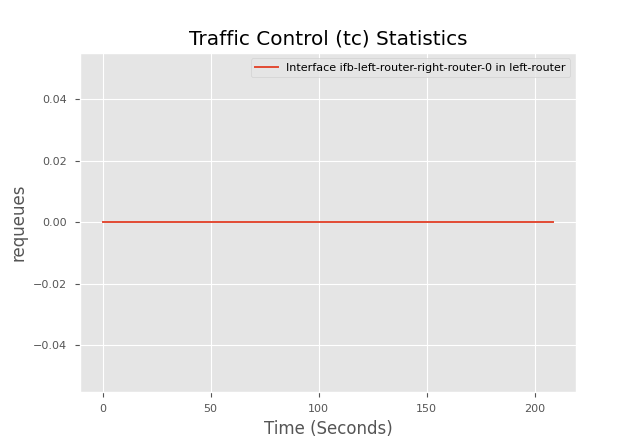 Traffic Control (tc) Statistics
Interface ifb-left-router-right-router-0 in left-router
requeues
0.04
0.02
0.00
−0.02
−0.04
0
50
100
150
200
Time (Seconds)